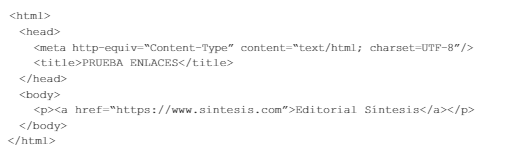 <html>
<head>
<meta http-equiv=“Content-Type” content=“text/html; charset=UTF-8”/>
<title>PRUEBA ENLACES</title>
</head>
<body>
<p><a href=“https://www.sintesis.com”>Editorial Síntesis</a></p>
</body>
</html>